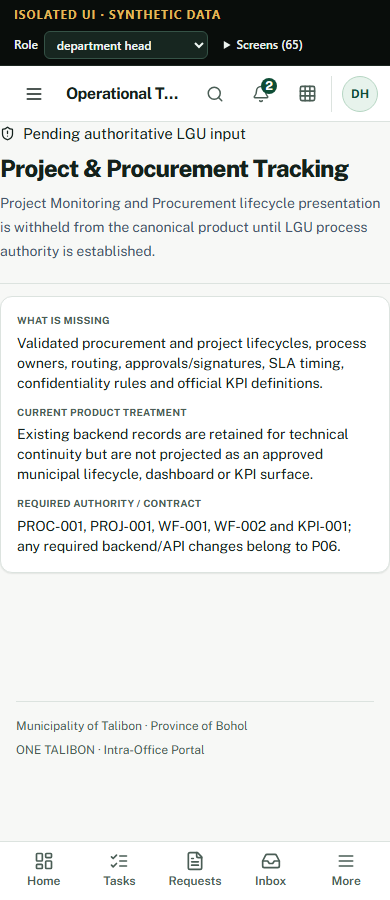 ISOLATED UI · SYNTHETIC DATA
Role department head Screens (65)
Operational T... 2 DH
Pending authoritative LGU input
Project & Procurement Tracking
Project Monitoring and Procurement lifecycle presentation
is withheld from the canonical product until LGU process
authority is established.
WHAT IS MISSING
Validated procurement and project lifecycles, process
owners, routing, approvals/signatures, SLA timing,
confidentiality rules and official KPI definitions.
CURRENT PRODUCT TREATMENT
Existing backend records are retained for technical
continuity but are not projected as an approved
municipal lifecycle, dashboard or KPI surface.
REQUIRED AUTHORITY / CONTRACT
PROC-001, PROJ-001, WF-001, WF-002 and KPI-001;
any required backend/API changes belong to P06.
Municipality of Talibon · Province of Bohol
ONE TALIBON · Intra-Office Portal
Home Tasks Requests Inbox More